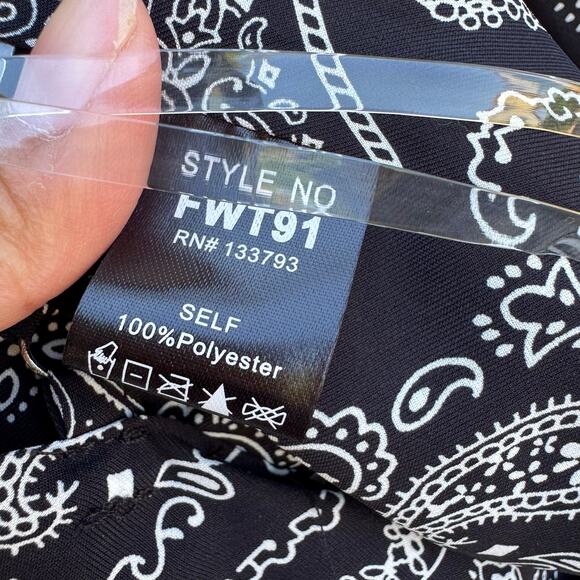 STYLE NO
FWT91
RN# 133793
SELF
100%Polyester